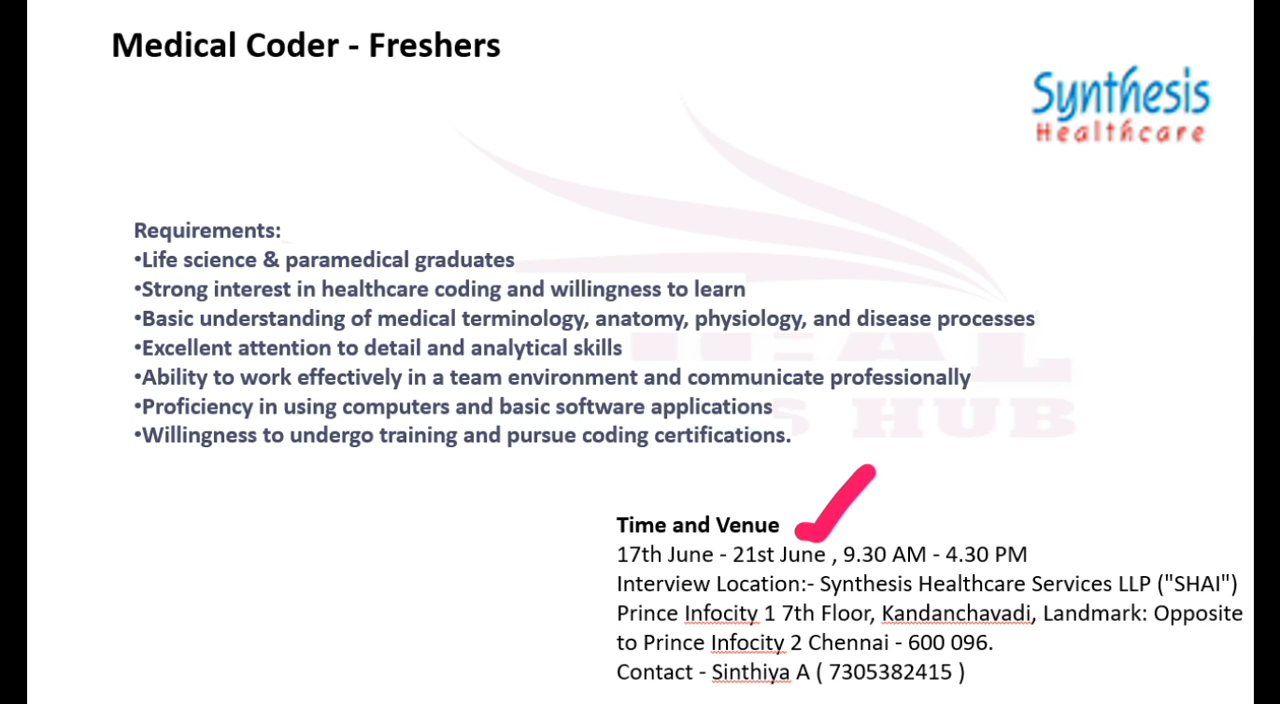 Medical Coder - Freshers
Synthesis
Healthcare
Requirements:
•Life science & paramedical graduates
•Strong interest in healthcare coding and willingness to learn
•Basic understanding of medical terminology, anatomy, physiology, and disease processes
•Excellent attention to detail and analytical skills
•Ability to work effectively in a team environment and communicate professionally
•Proficiency in using computers and basic software applications
•Willingness to undergo training and pursue coding certifications.
HUB
Time and Venue
17th June - 21st June , 9.30 AM - 4.30 PM
Interview Location:- Synthesis Healthcare Services LLP ("SHAI")
Prince Infocity 1 7th Floor, Kandanchavadi, Landmark: Opposite
to Prince Infocity 2 Chennai - 600 096.
Contact - Sinthiya A ( 7305382415 )